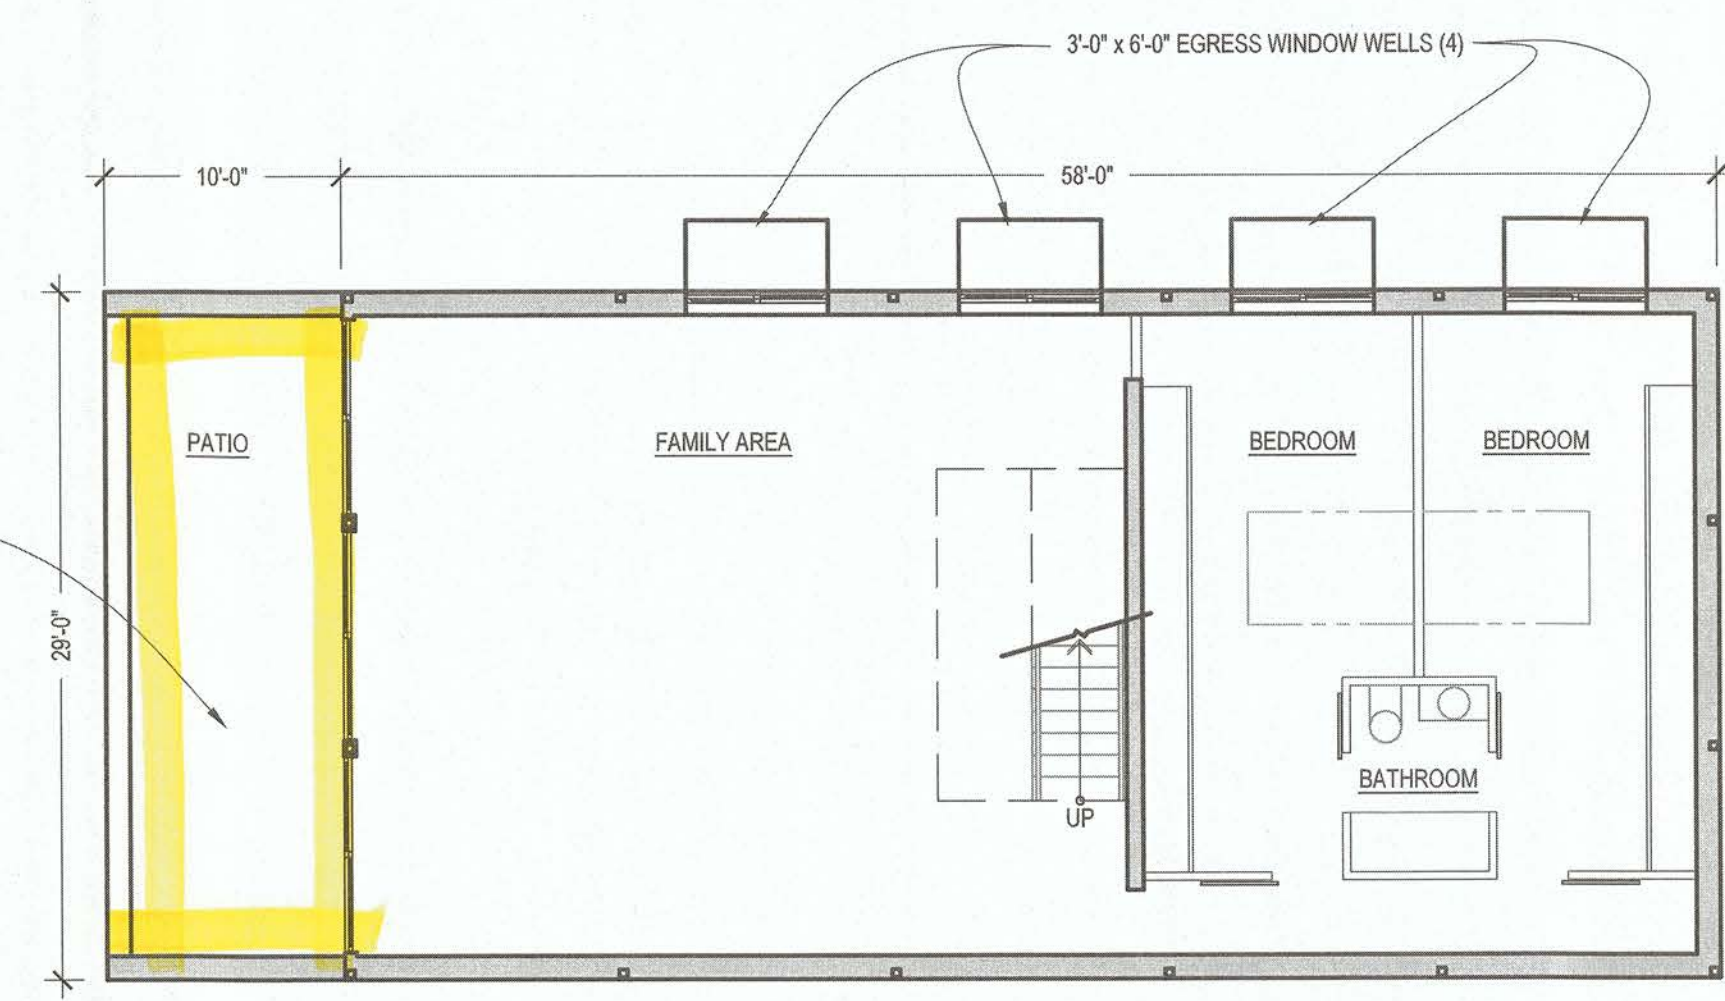 3'-0" x 6'-0" EGRESS WINDOW WELLS (4)
10'-0"
58'-0"
29'-0"
PATIO
FAMILY AREA
BEDROOM
BEDROOM
BATHROOM
UP